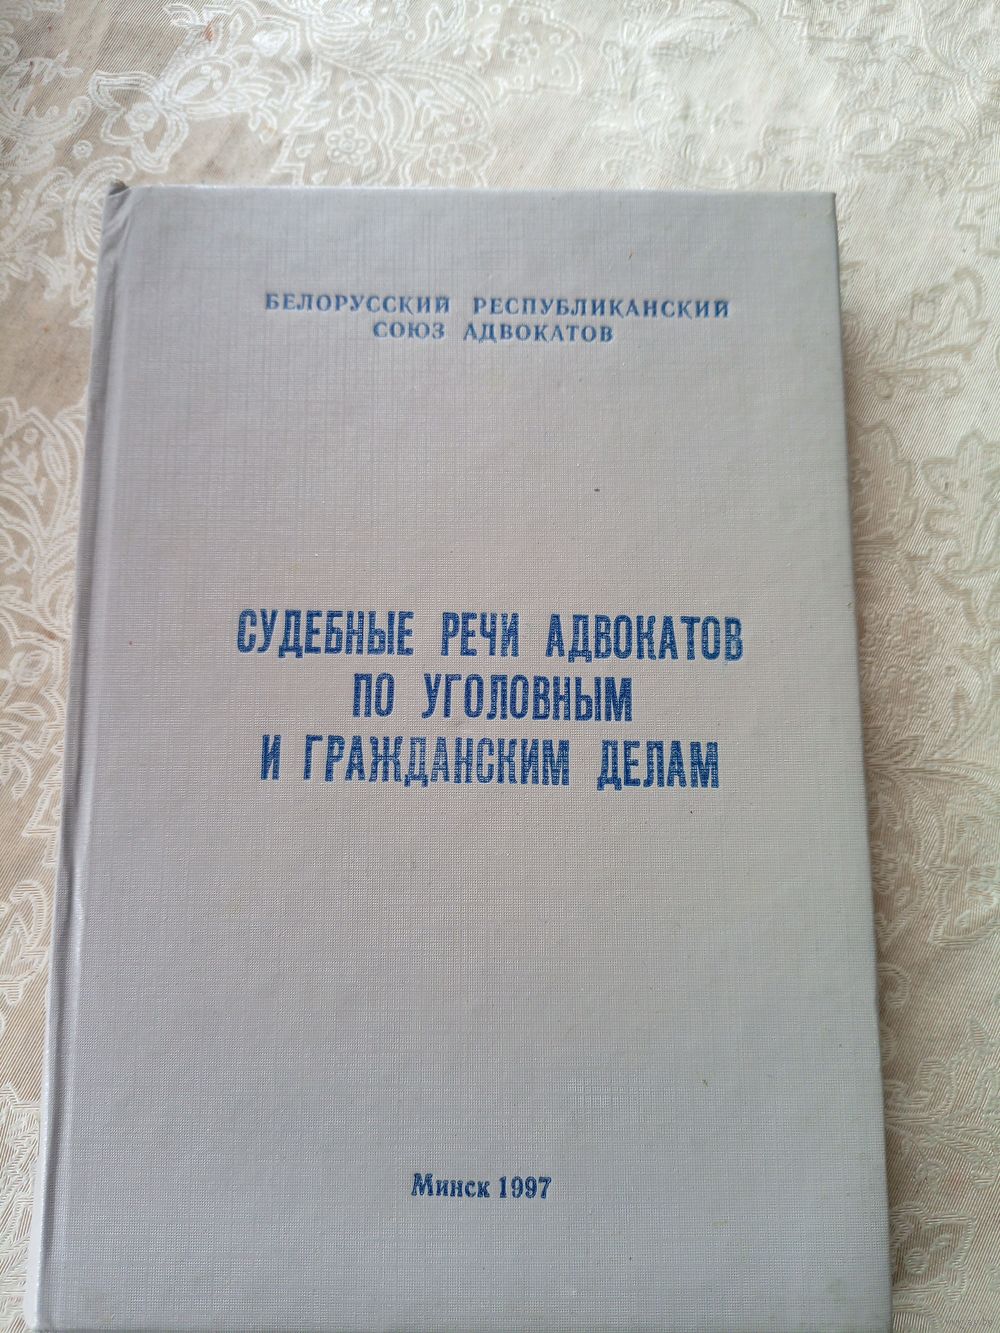 БЕЛОРУССКИЙ РЕСПУБЛИКАНСКИЙ
СОЮЗ АДВОКАТОВ
СУДЕБНЫЕ РЕЧИ АДВОКАТОВ
ПО УГОЛОВНЫМ
И ГРАЖДАНСКИМ ДЕЛАМ
Минск 1997